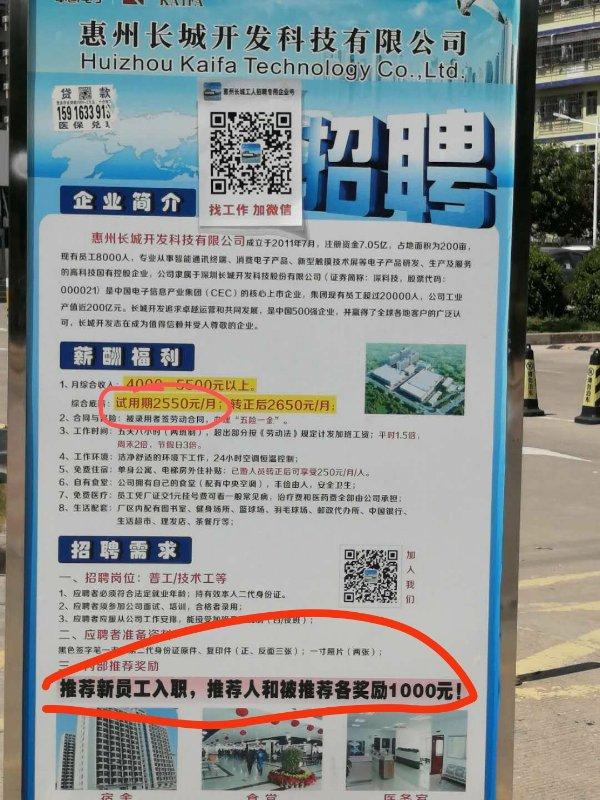 KAIFA
惠州长城开发科技有限公司
Huizhou Kaifa Technology Co.,Ltd.
贷款
医保兑
惠州长城工人招聘专用企业号
找工作 加微信
招聘
企业简介
惠州长城开发科技有限公司成立于2011年7月，注册资金7.05亿，占地面积为200亩，
现有员工8000人，专业从事智能通讯终端、消费电子产品、新型触摸技术屏等电子产品研发、生产及服务
的高科技国有控股企业，公司隶属于深圳长城开发科技股份有限公司（证券简称：深科技，股票代码：
000021）是中国电子信息产业集团（CEC）的核心上市企业，集团现有员工超过20000人，公司工业
产值近200亿元。长城开发追求卓越运营和共同发展，是中国500强企业，并赢得了全球各地客户的广泛认
可，长城开发志在成为值得信赖并受人尊敬的企业。
薪酬福利
1、月综合收入：4000-5500元以上。
综合底薪：试用期2550元/月；转正后2650元/月；
2、合同与保险：被录用者签劳动合同，办理“五险一金”。
3、工作时间：五天八小时（两班制），超出部分按《劳动法》规定计发加班工资；平时1.5倍，
周末2倍，节假日3倍。
4、工作环境：洁净舒适的环境下工作，24小时空调恒温控制；
5、免费住宿：单身公寓、电梯房外住补贴：已婚人员转正后可享受250元/月/人。
6、自有食堂：公司拥有自己的食堂（配有中央空调），丰俭由人，安全卫生；
7、免费医疗：员工凭厂证交1元挂号费可看一般常见病，治疗费和医药费全部由公司承担；
8、生活配套：厂区内配有图书室、健身场所、篮球场、羽毛球场、邮政代办所、中国银行、
生活超市、理发店、茶餐厅等；
招聘需求
加入我们
一、招聘岗位：普工/技术工等
1、应聘者必须符合法定就业年龄；持有效本人二代身份证。
2、应聘者须参加公司面试、培训，合格者录用；
3、应聘者应服从公司工作安排，能接受加班及
二、应聘者准备资料
黑色签字笔一 二代身份证原件、复印件（正、反面三张）；一寸照片（两张）；
三、内部推荐奖励
推荐新员工入职，推荐人和被推荐各奖励1000元！
宿舍
食堂
医务室